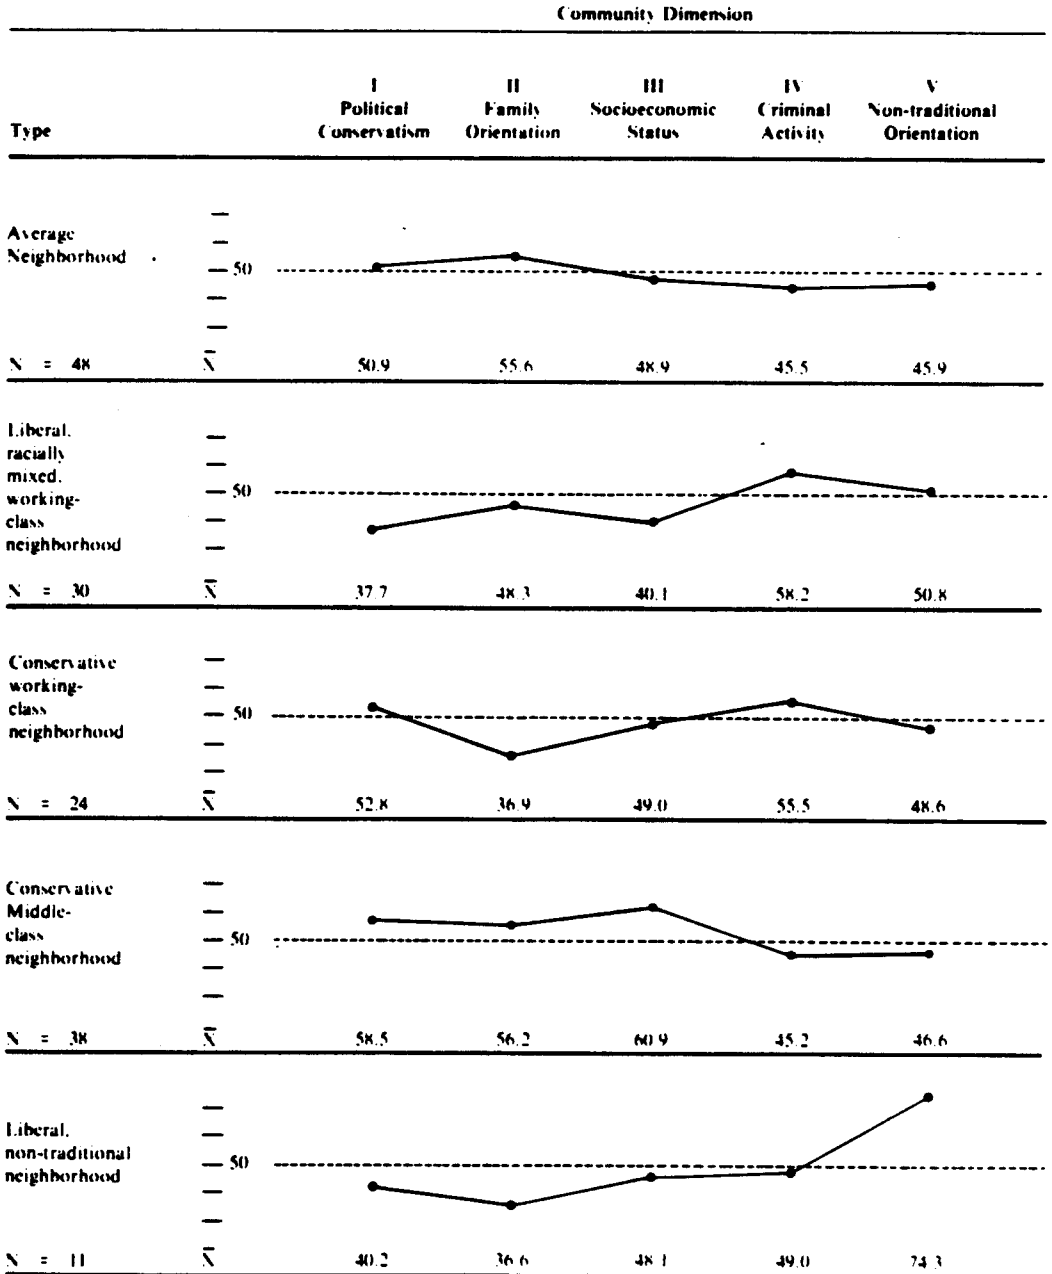 Community Dimension
I II III IV V
Political Family Socioeconomic Criminal Non-traditional
Type Conservatism Orientation Status Activity Orientation
Average
Neighborhood
50
N = 48 X̄ 50.9 55.6 48.9 45.5 45.9
Liberal,
racially
mixed,
working-
50
class
neighborhood
N = 30 X̄ 37.7 48.3 40.1 58.2 50.8
Conservative
working-
class
50
neighborhood
N = 24 X̄ 52.8 36.9 49.0 55.5 48.6
Conservative
Middle-
class
50
neighborhood
N = 38 X̄ 58.5 56.2 60.9 45.2 46.6
Liberal,
non-traditional
50
neighborhood
N = 11 X̄ 40.2 36.6 48.1 49.0 74.3